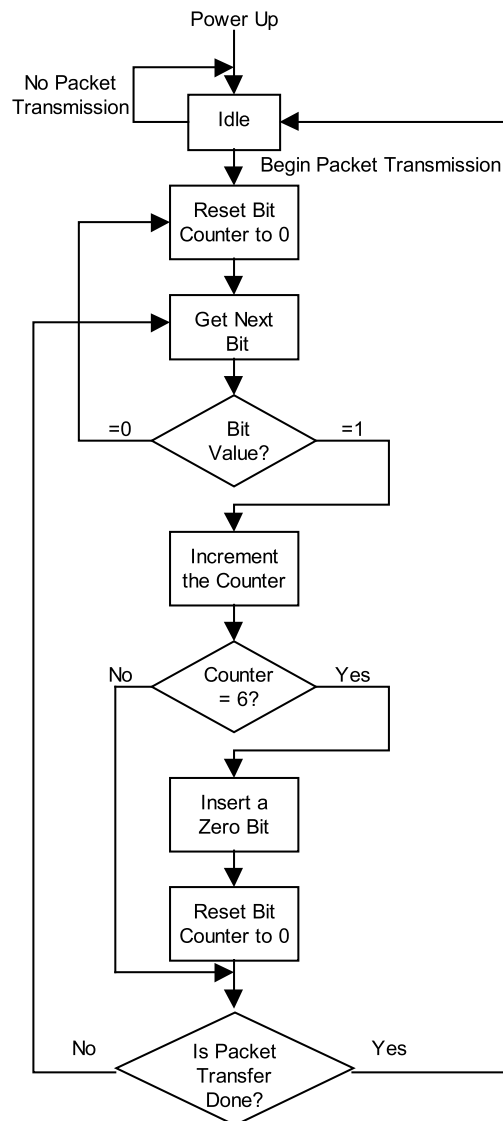 Power Up
No Packet
Transmission
Idle
Begin Packet Transmission
Reset Bit
Counter to 0
Get Next
Bit
=0
Bit
Value?
=1
Increment
the Counter
No
Counter
= 6?
Yes
Insert a
Zero Bit
Reset Bit
Counter to 0
No
Is Packet
Transfer
Done?
Yes